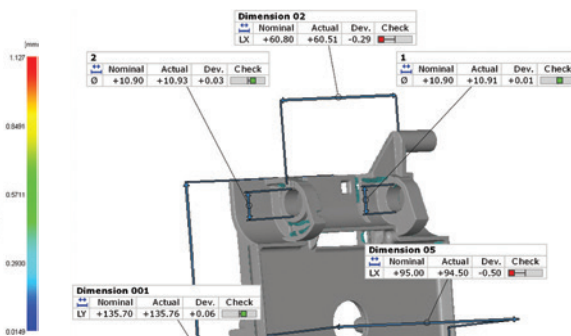 Dimension 02
Nominal Actual Dev. Check
LX +60.80 +60.51 -0.29
2
Nominal Actual Dev. Check
Ø +10.90 +10.93 +0.03
1
Nominal Actual Dev. Check
Ø +10.90 +10.91 +0.01
[mm]
1.127
0.8491
0.5711
0.2930
0.0149
Dimension 05
Nominal Actual Dev. Check
LX +95.00 +94.50 -0.50
Dimension 001
Nominal Actual Dev. Check
LY +135.70 +135.76 +0.06